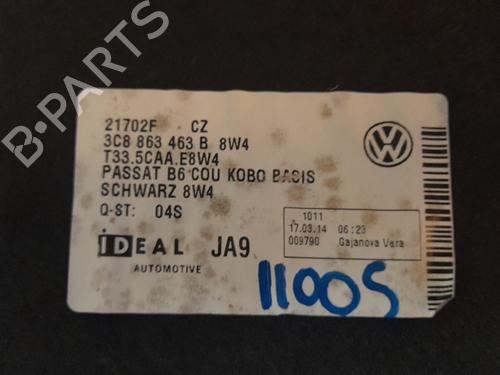 B-PARTS
21702F CZ
3C8 863 463 B 8W4
T33.5CAA.E8W4
PASSAT B6 COU KOBO BASIS
SCHWARZ 8W4
Q-ST: 04S
IDEAL JA9
AUTOMOTIVE
1011
17.03.14 06:23
009790 Gajanova Vera
11005